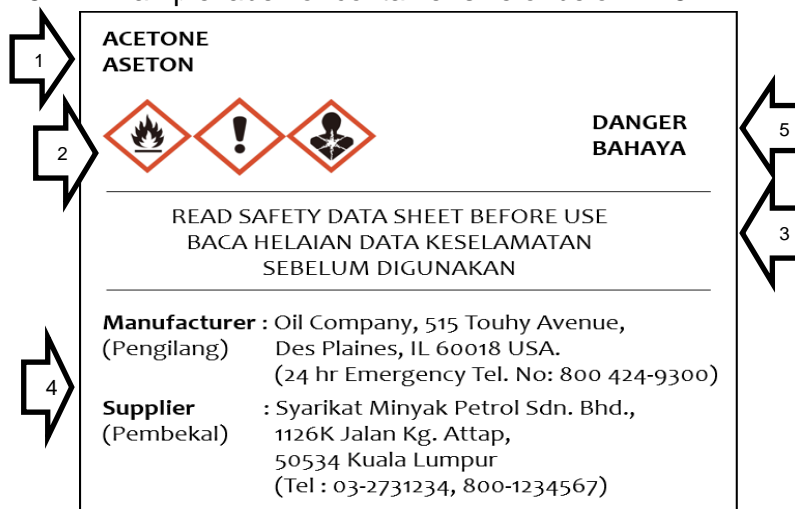 1
ACETONE
ASETON
2
DANGER
BAHAYA
5
READ SAFETY DATA SHEET BEFORE USE
BACA HELAIAN DATA KESELAMATAN
SEBELUM DIGUNAKAN
3
Manufacturer : Oil Company, 515 Touhy Avenue,
(Pengilang) Des Plaines, IL 60018 USA.
(24 hr Emergency Tel. No: 800 424-9300)
4
Supplier : Syarikat Minyak Petrol Sdn. Bhd.,
(Pembekal) 1126K Jalan Kg. Attap,
50534 Kuala Lumpur
(Tel : 03-2731234, 800-1234567)